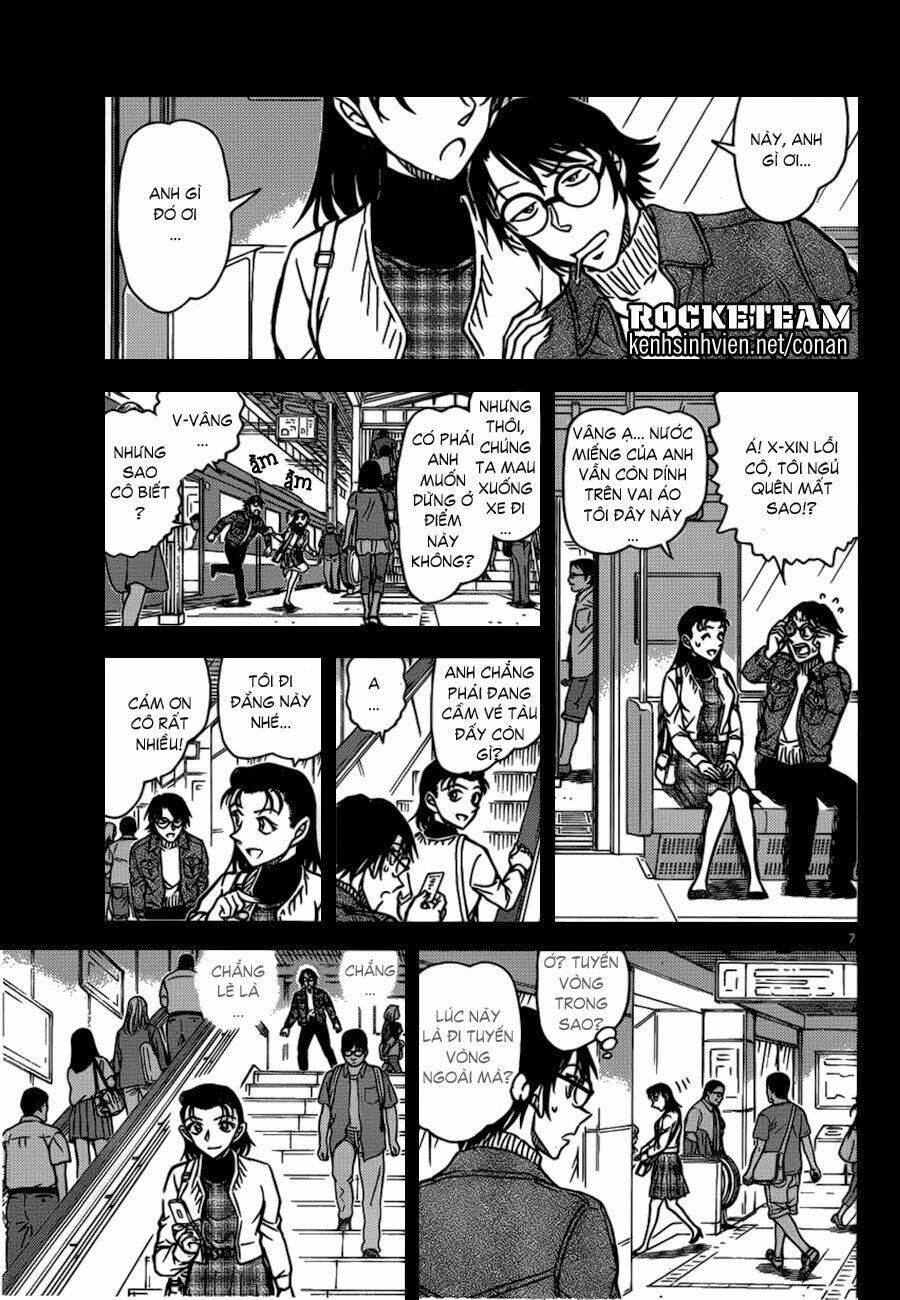 NÀY, ANH
GÌ ƠI...
ANH GÌ
ĐÓ ƠI
...
ROCKETEAM
kenhsinhvien.net/conan
Á! X-XIN LỖI
CÔ, TÔI NGỦ
QUÊN MẤT
SAO!?
VÂNG Ạ... NƯỚC
MIẾNG CỦA ANH
VẪN CÒN DÍNH
TRÊN VAI ÁO
TÔI ĐÂY NÀY
...
NHƯNG
THÔI,
CHÚNG
TA MAU
XUỐNG
XE ĐI
...
CÓ PHẢI
ANH
MUỐN
DỪNG Ở
ĐIỂM
NÀY
KHÔNG?
ẦM
ẦM
V-VÂNG
...
NHƯNG
SAO
CÔ BIẾT
?
ANH CHẲNG
PHẢI ĐANG
CẦM VÉ TÀU
ĐẤY CÒN
GÌ?
A
...
TÔI ĐI
ĐẰNG NÀY
NHÉ...
CẢM ƠN
CÔ RẤT
NHIỀU!
7
Ớ? TUYẾN
VÒNG
TRONG
SAO?
LÚC NÀY
LÀ ĐI TUYẾN
VÒNG
NGOÀI MÀ?
CHẲNG
...
CHẲNG
LẼ LÀ
...